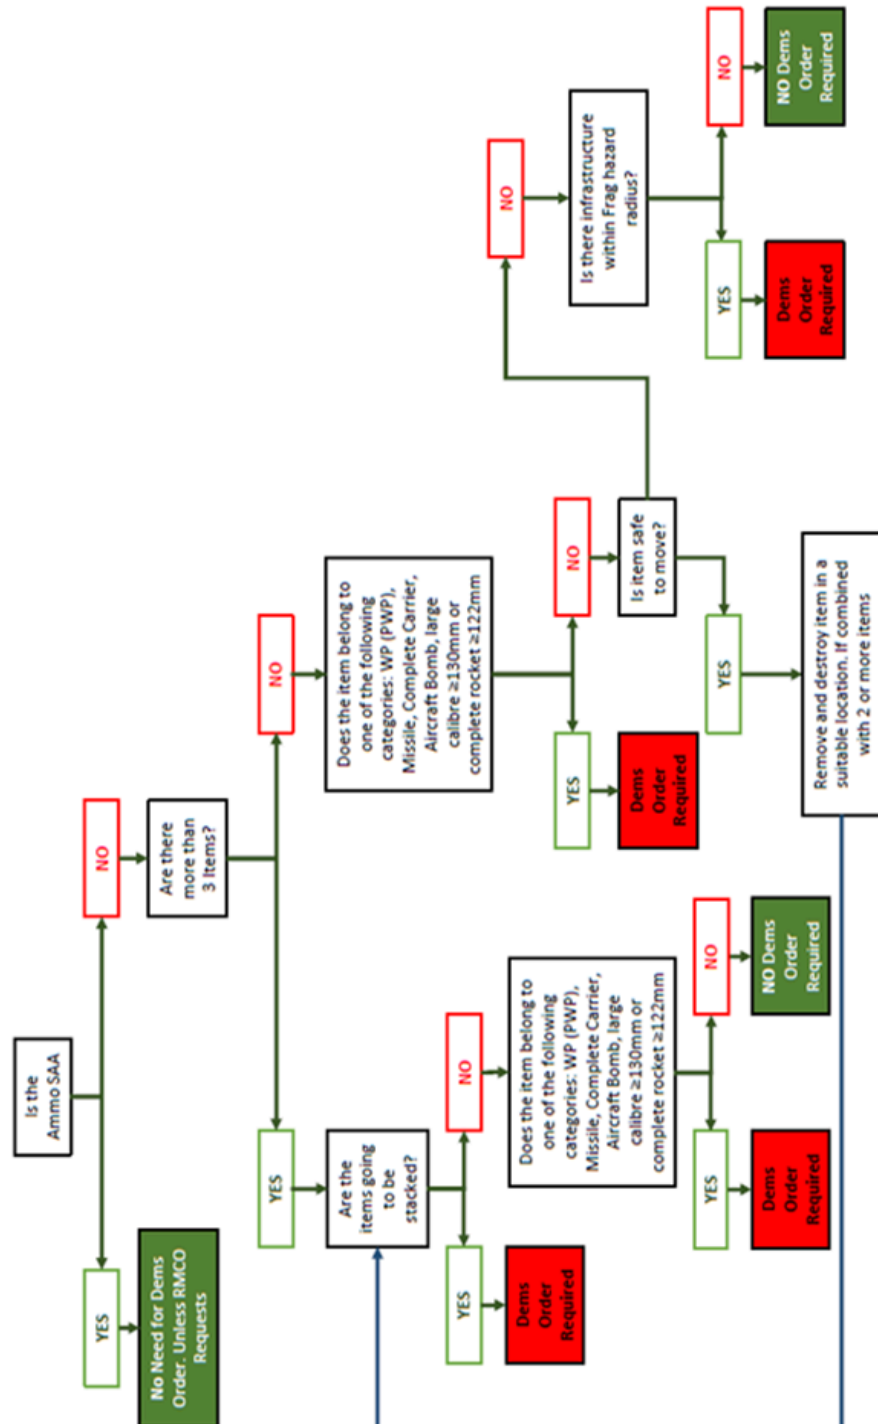 Is the
Ammo SAA
YES
No Need for Dems
Order. Unless RMCO
Requests
NO
Are there
more than
3 Items?
YES
Are the
items going
to be
stacked?
YES
Dems
Order
Required
NO
Does the item belong to
one of the following
categories: WP (PWP),
Missile, Complete Carrier,
Aircraft Bomb, large
calibre ≥130mm or
complete rocket ≥122mm
YES
Dems
Order
Required
NO
NO Dems
Order
Required
NO
Does the item belong to
one of the following
categories: WP (PWP),
Missile, Complete Carrier,
Aircraft Bomb, large
calibre ≥130mm or
complete rocket ≥122mm
YES
Dems
Order
Required
NO
Is item safe
to move?
YES
Remove and destroy item in a
suitable location. If combined
with 2 or more items
NO
Is there infrastructure
within Frag hazard
radius?
YES
Dems
Order
Required
NO
NO Dems
Order
Required